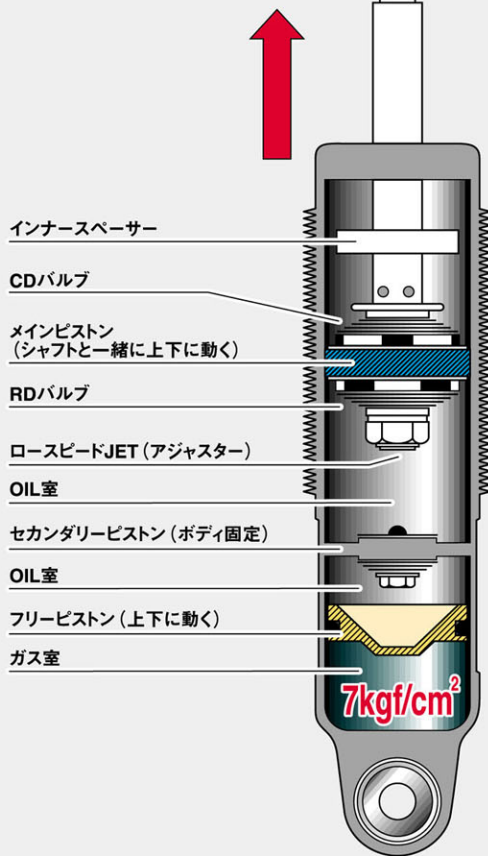 インナースペーサー
CDバルブ
メインピストン
(シャフトと一緒に上下に動く)
RDバルブ
ロースピードJET(アジャスター)
OIL室
セカンダリーピストン(ボディ固定)
OIL室
フリーピストン(上下に動く)
ガス室
7kgf/cm²